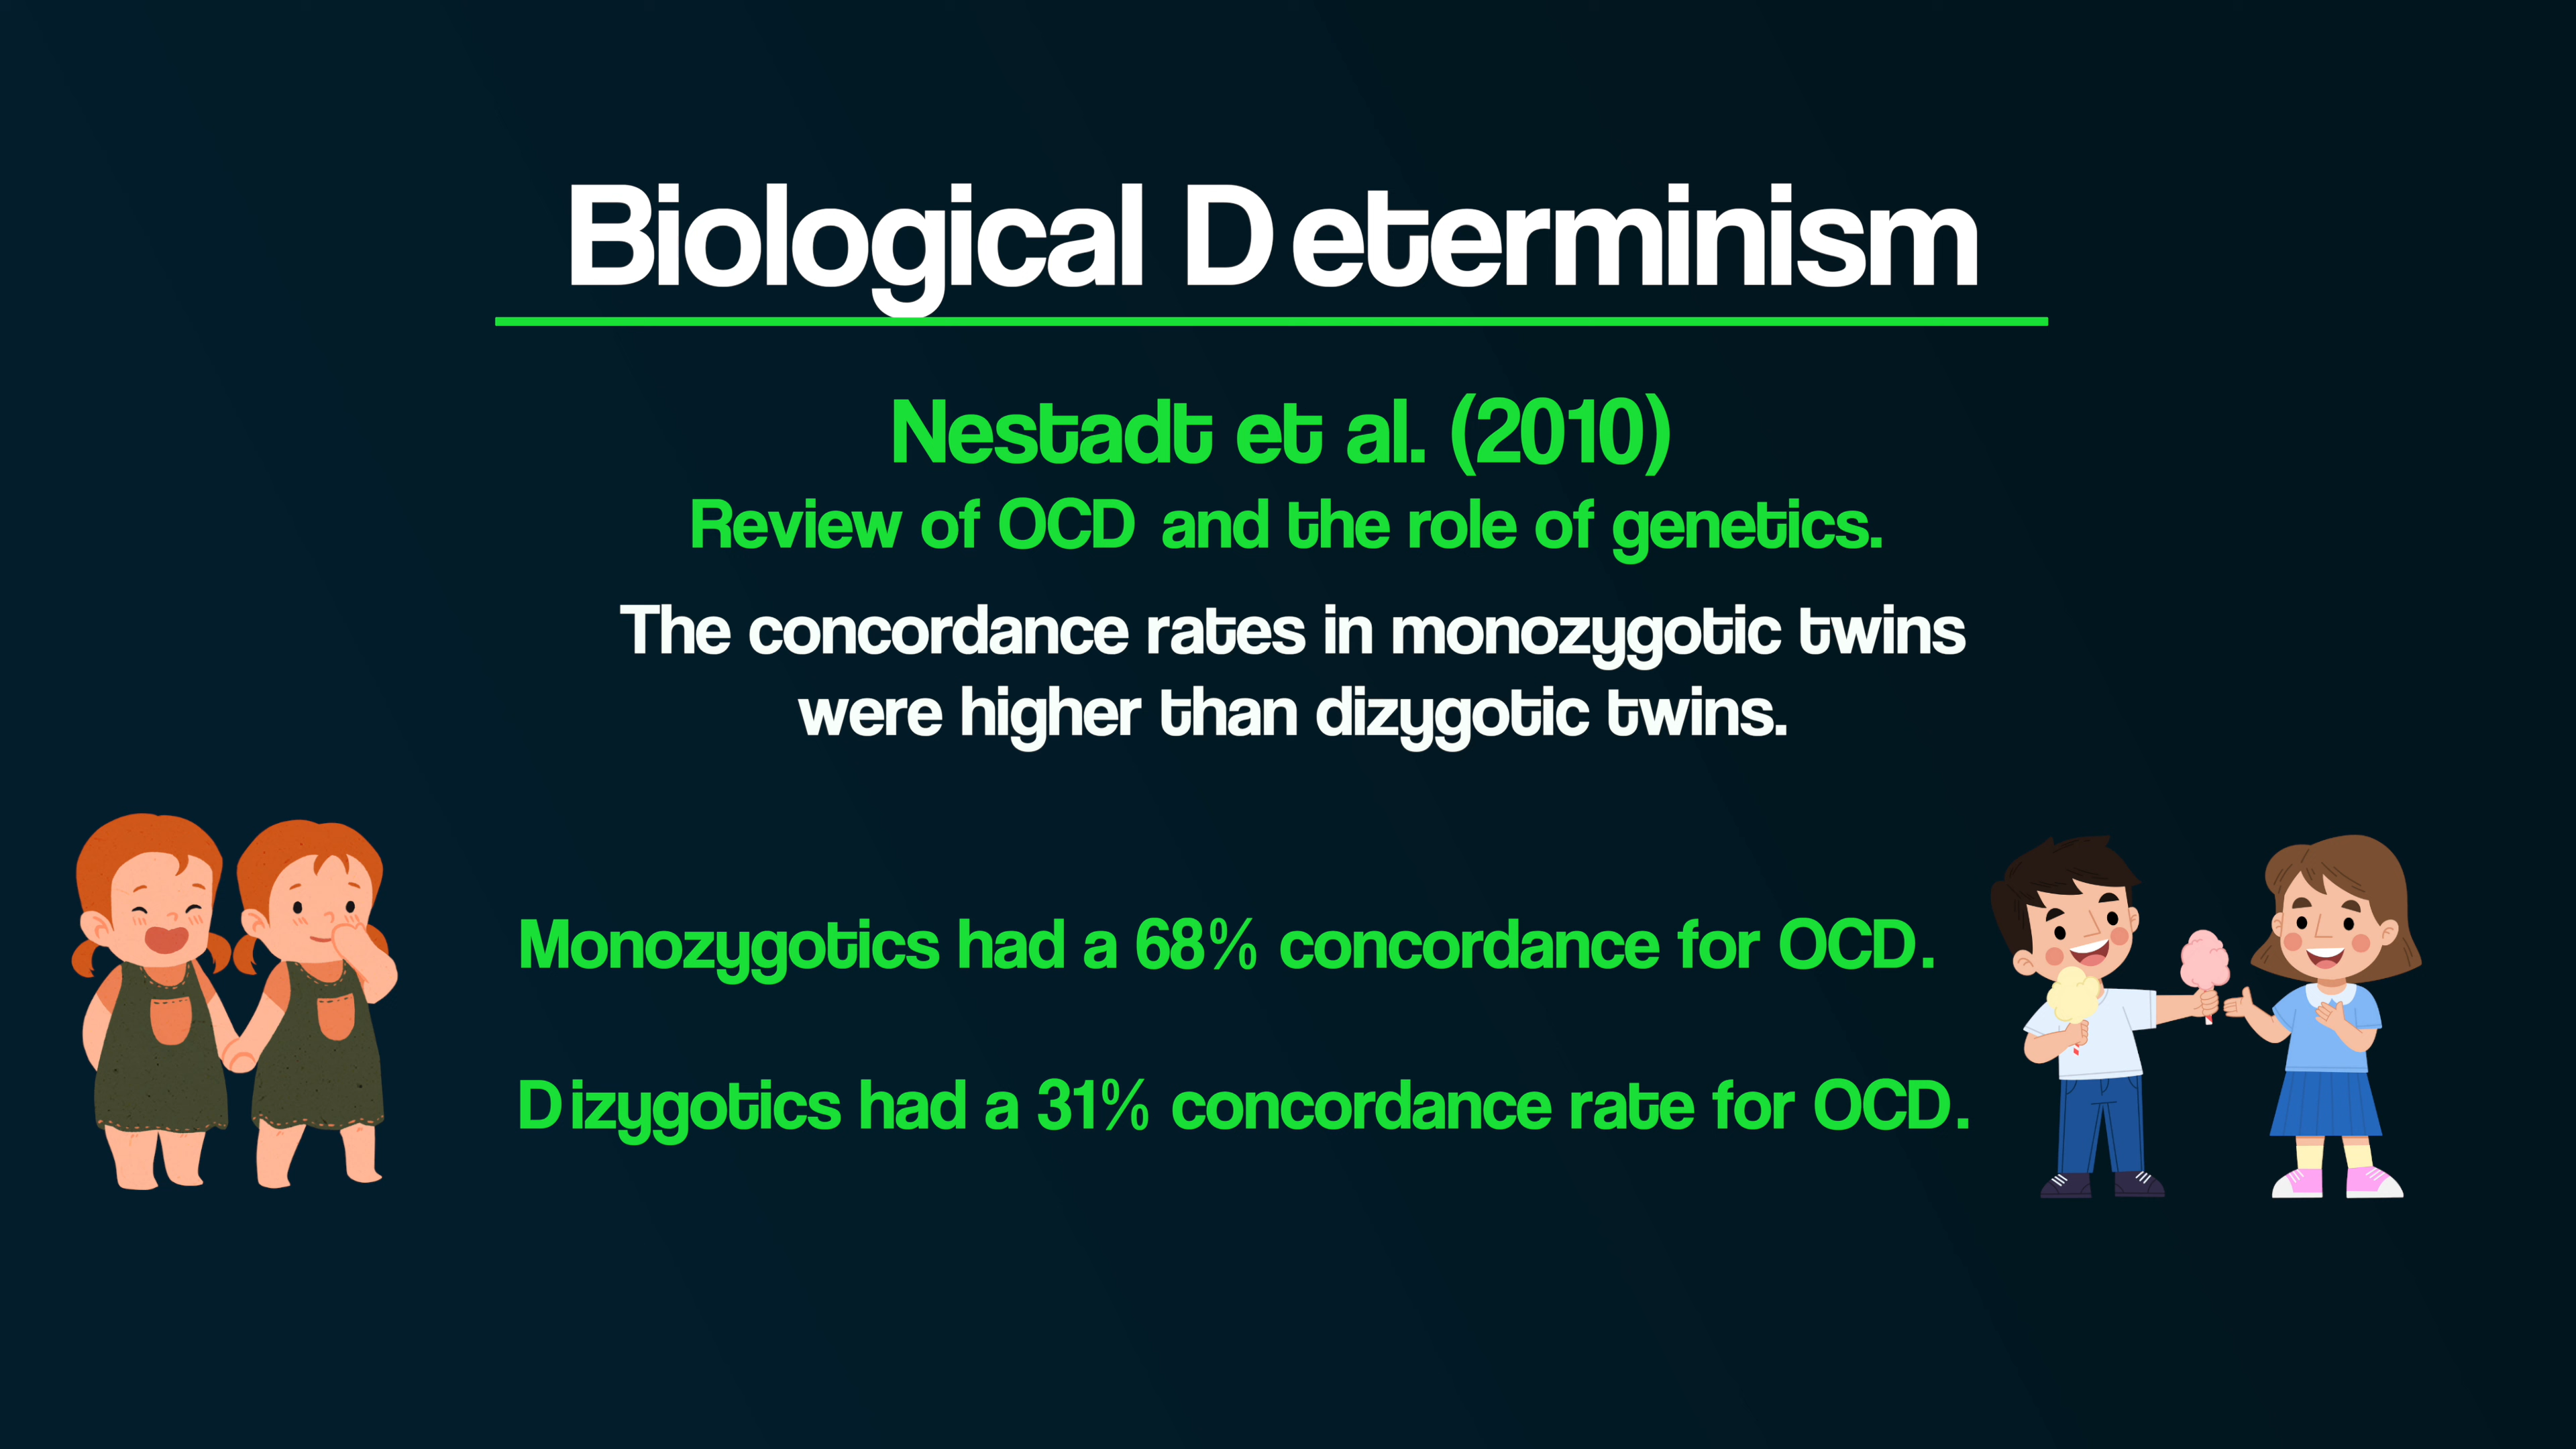 Biological Determinism
Nestadt et al. (2010)
Review of OCD and the role of genetics.
The concordance rates in monozygotic twins
were higher than dizygotic twins.
Monozygotics had a 68% concordance for OCD.
Dizygotics had a 31% concordance rate for OCD.